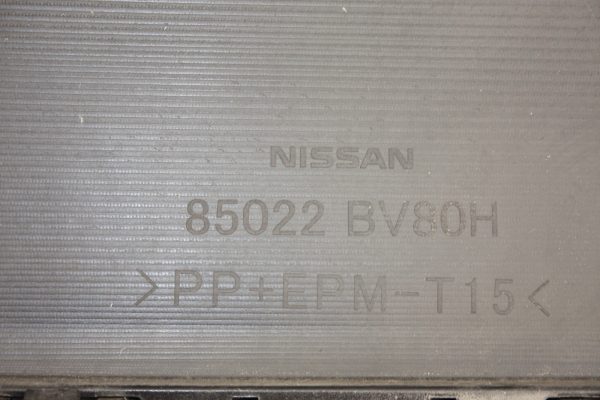 NISSAN
85022 BV80H
>PP+EPM-T15<